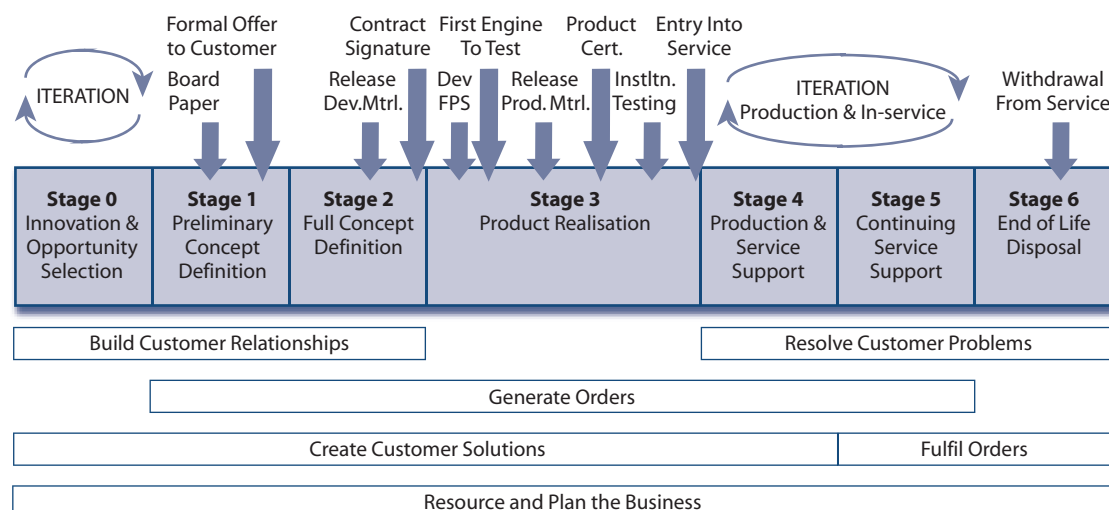 Formal Offer
to Customer
Contract
Signature
First Engine
To Test
Product
Cert.
Entry Into
Service
ITERATION
Board
Paper
Release
Dev.Mtrl.
Dev
FPS
Release
Prod. Mtrl.
Instltn.
Testing
ITERATION
Production & In-service
Withdrawal
From Service
Stage 0
Innovation &
Opportunity
Selection
Stage 1
Preliminary
Concept
Definition
Stage 2
Full Concept
Definition
Stage 3
Product Realisation
Stage 4
Production &
Service
Support
Stage 5
Continuing
Service
Support
Stage 6
End of Life
Disposal
Build Customer Relationships
Resolve Customer Problems
Generate Orders
Create Customer Solutions
Fulfil Orders
Resource and Plan the Business